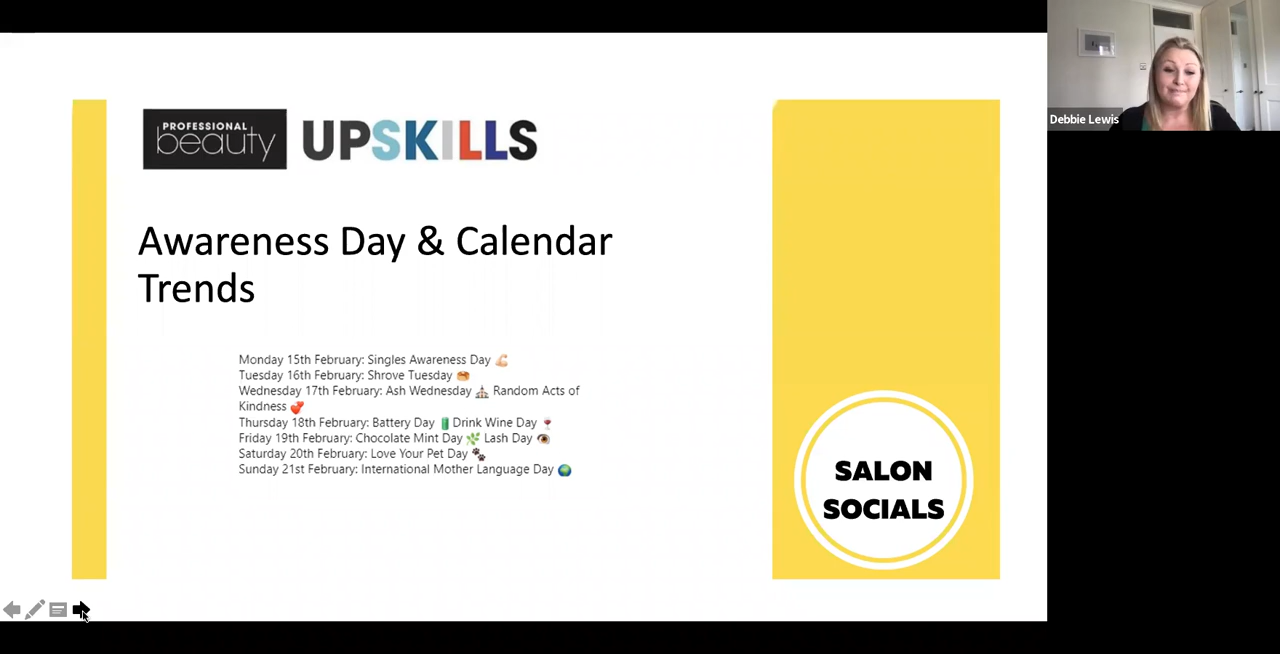 PROFESSIONAL
beauty
UPSKILLS
Awareness Day & Calendar
Trends
Monday 15th February: Singles Awareness Day 💪🏻
Tuesday 16th February: Shrove Tuesday 🥞
Wednesday 17th February: Ash Wednesday ⛪ Random Acts of
Kindness 💕
Thursday 18th February: Battery Day 🔋 Drink Wine Day 🍷
Friday 19th February: Chocolate Mint Day 🌿 Lash Day 👁
Saturday 20th February: Love Your Pet Day 🐾
Sunday 21st February: International Mother Language Day 🌍
SALON
SOCIALS
Debbie Lewis